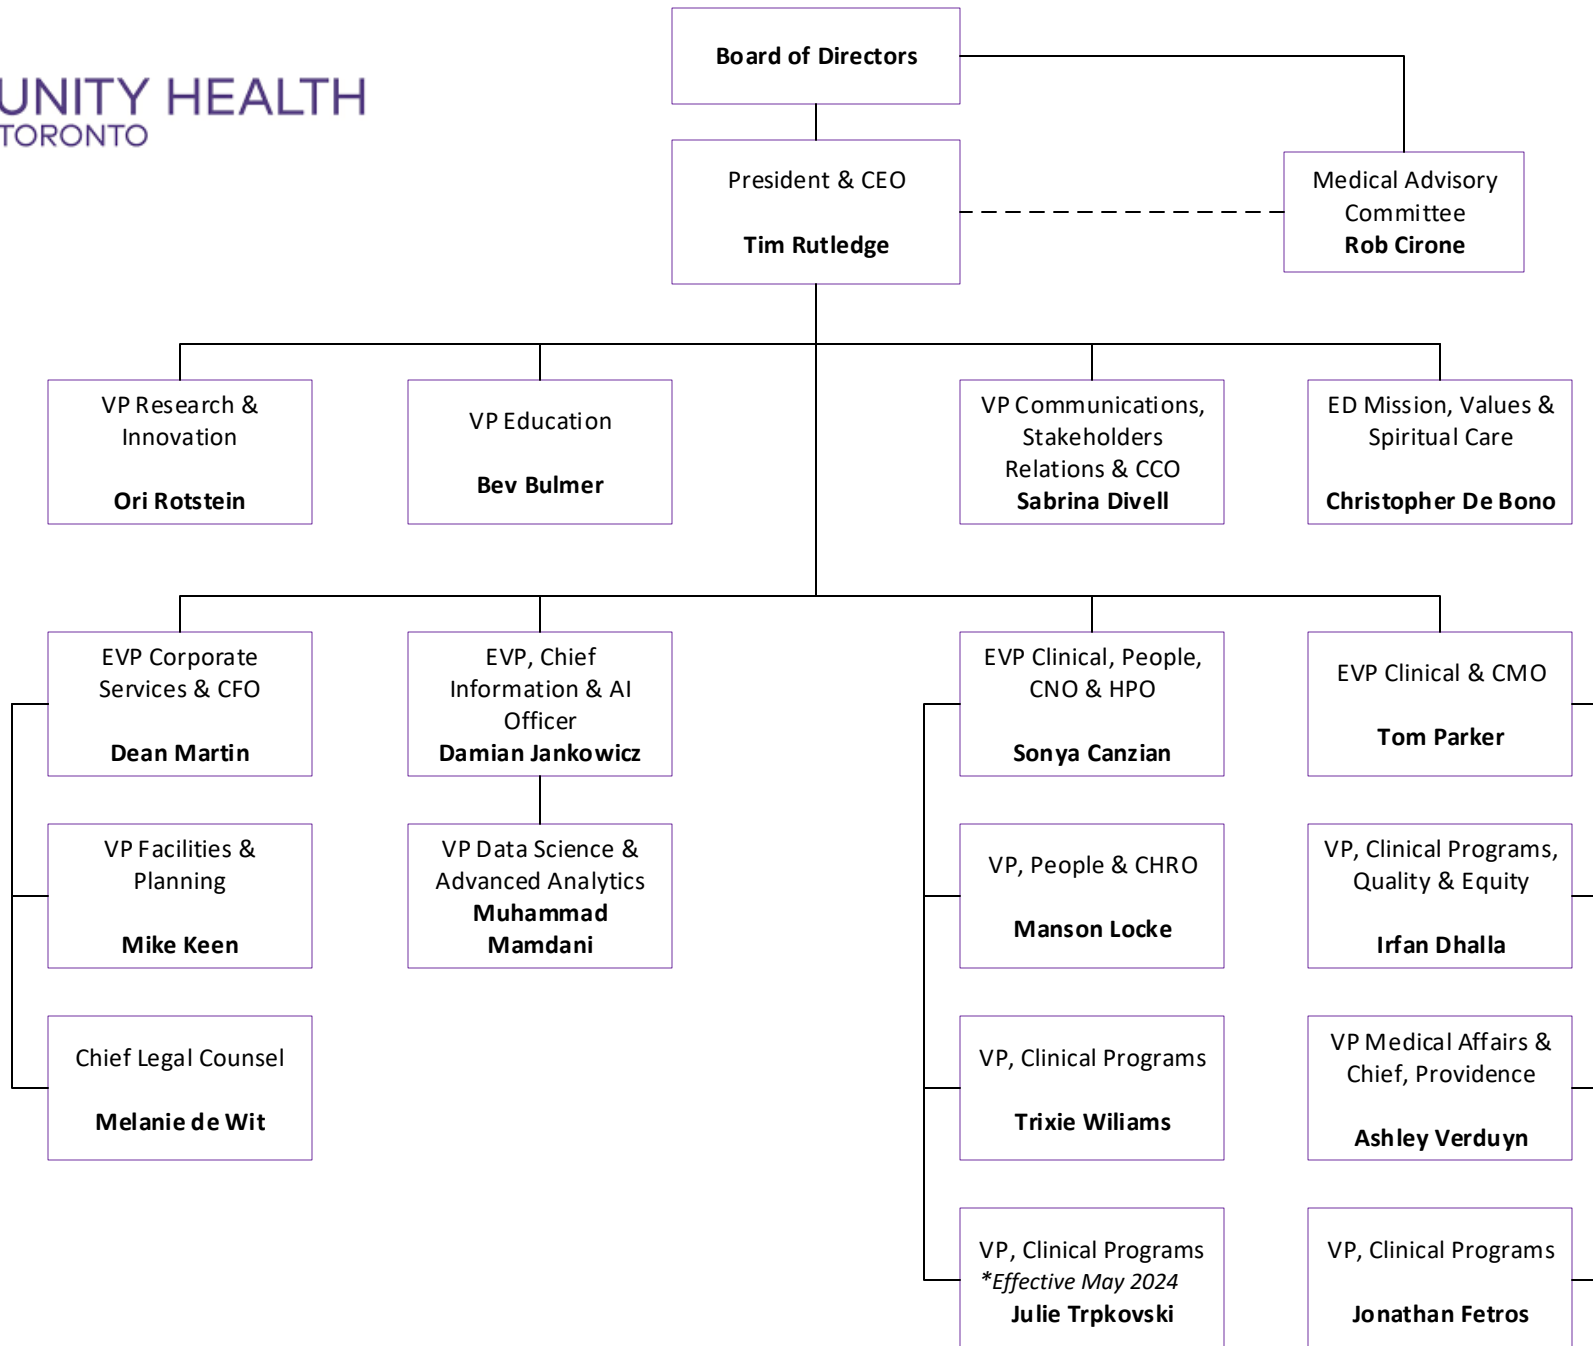 UNITY HEALTH
TORONTO
Board of Directors
President & CEO
Tim Rutledge
Medical Advisory
Committee
Rob Cirone
VP Research &
Innovation
Ori Rotstein
VP Education
Bev Bulmer
VP Communications,
Stakeholders
Relations & CCO
Sabrina Divell
ED Mission, Values &
Spiritual Care
Christopher De Bono
EVP Corporate
Services & CFO
Dean Martin
EVP, Chief
Information & AI
Officer
Damian Jankowicz
EVP Clinical, People,
CNO & HPO
Sonya Canzian
EVP Clinical & CMO
Tom Parker
VP Facilities &
Planning
Mike Keen
VP Data Science &
Advanced Analytics
Muhammad
Mamdani
VP, People & CHRO
Manson Locke
VP, Clinical Programs,
Quality & Equity
Irfan Dhalla
Chief Legal Counsel
Melanie de Wit
VP, Clinical Programs
Trixie Wiliams
VP Medical Affairs &
Chief, Providence
Ashley Verduyn
VP, Clinical Programs
*Effective May 2024
Julie Trpkovski
VP, Clinical Programs
Jonathan Fetros